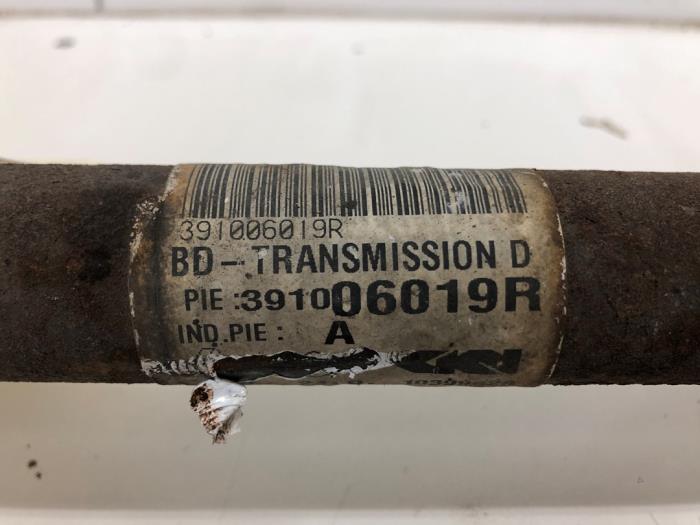 391006019R
BD-TRANSMISSION D
PIE:391006019R
IND.PIE: A